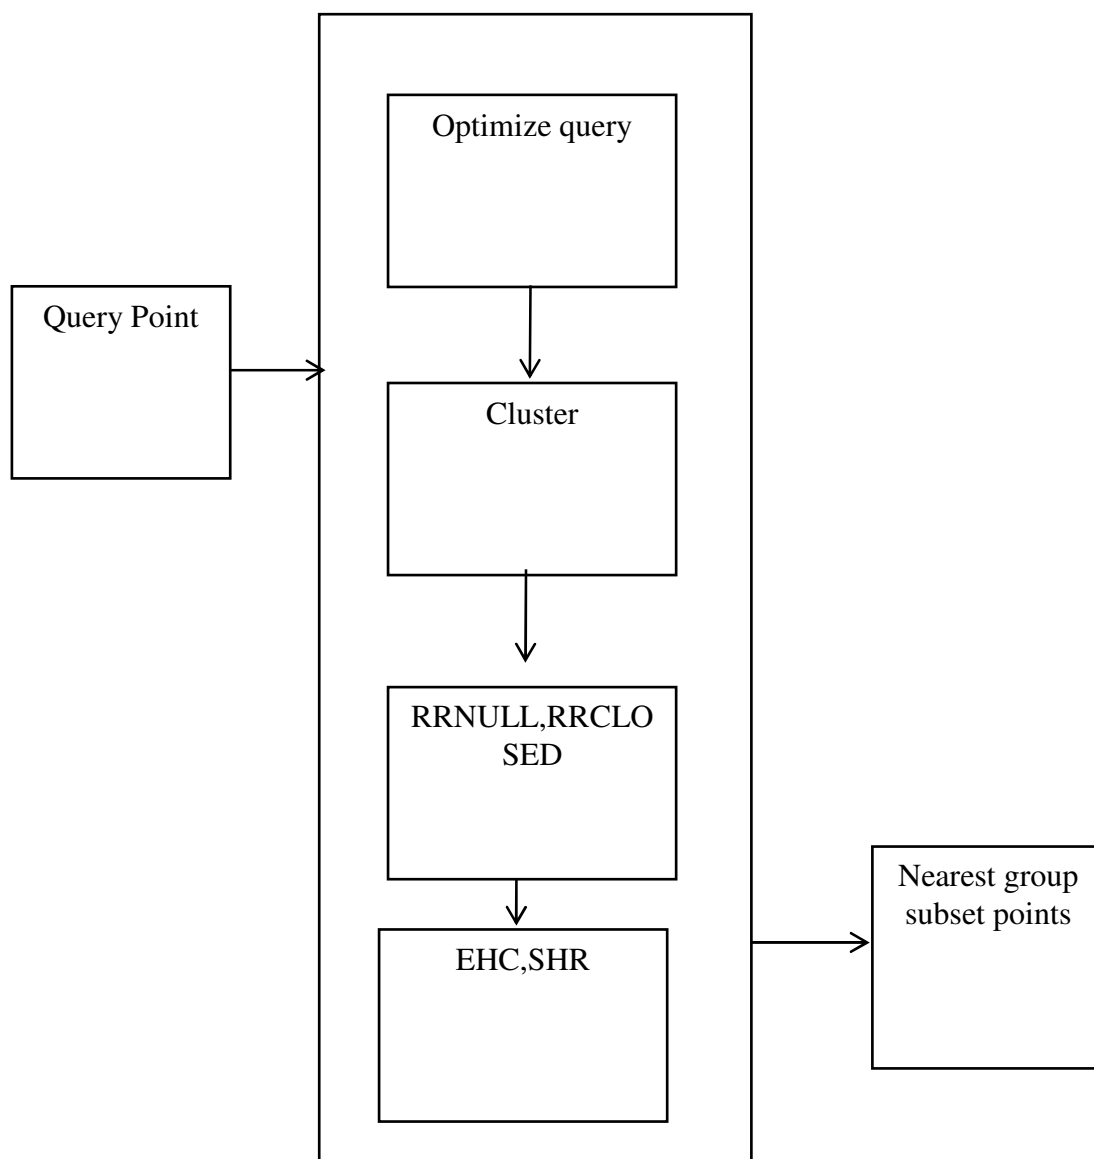 Optimize query
Query Point
Cluster
RRNULL,RRCLO
SED
Nearest group
subset points
EHC,SHR